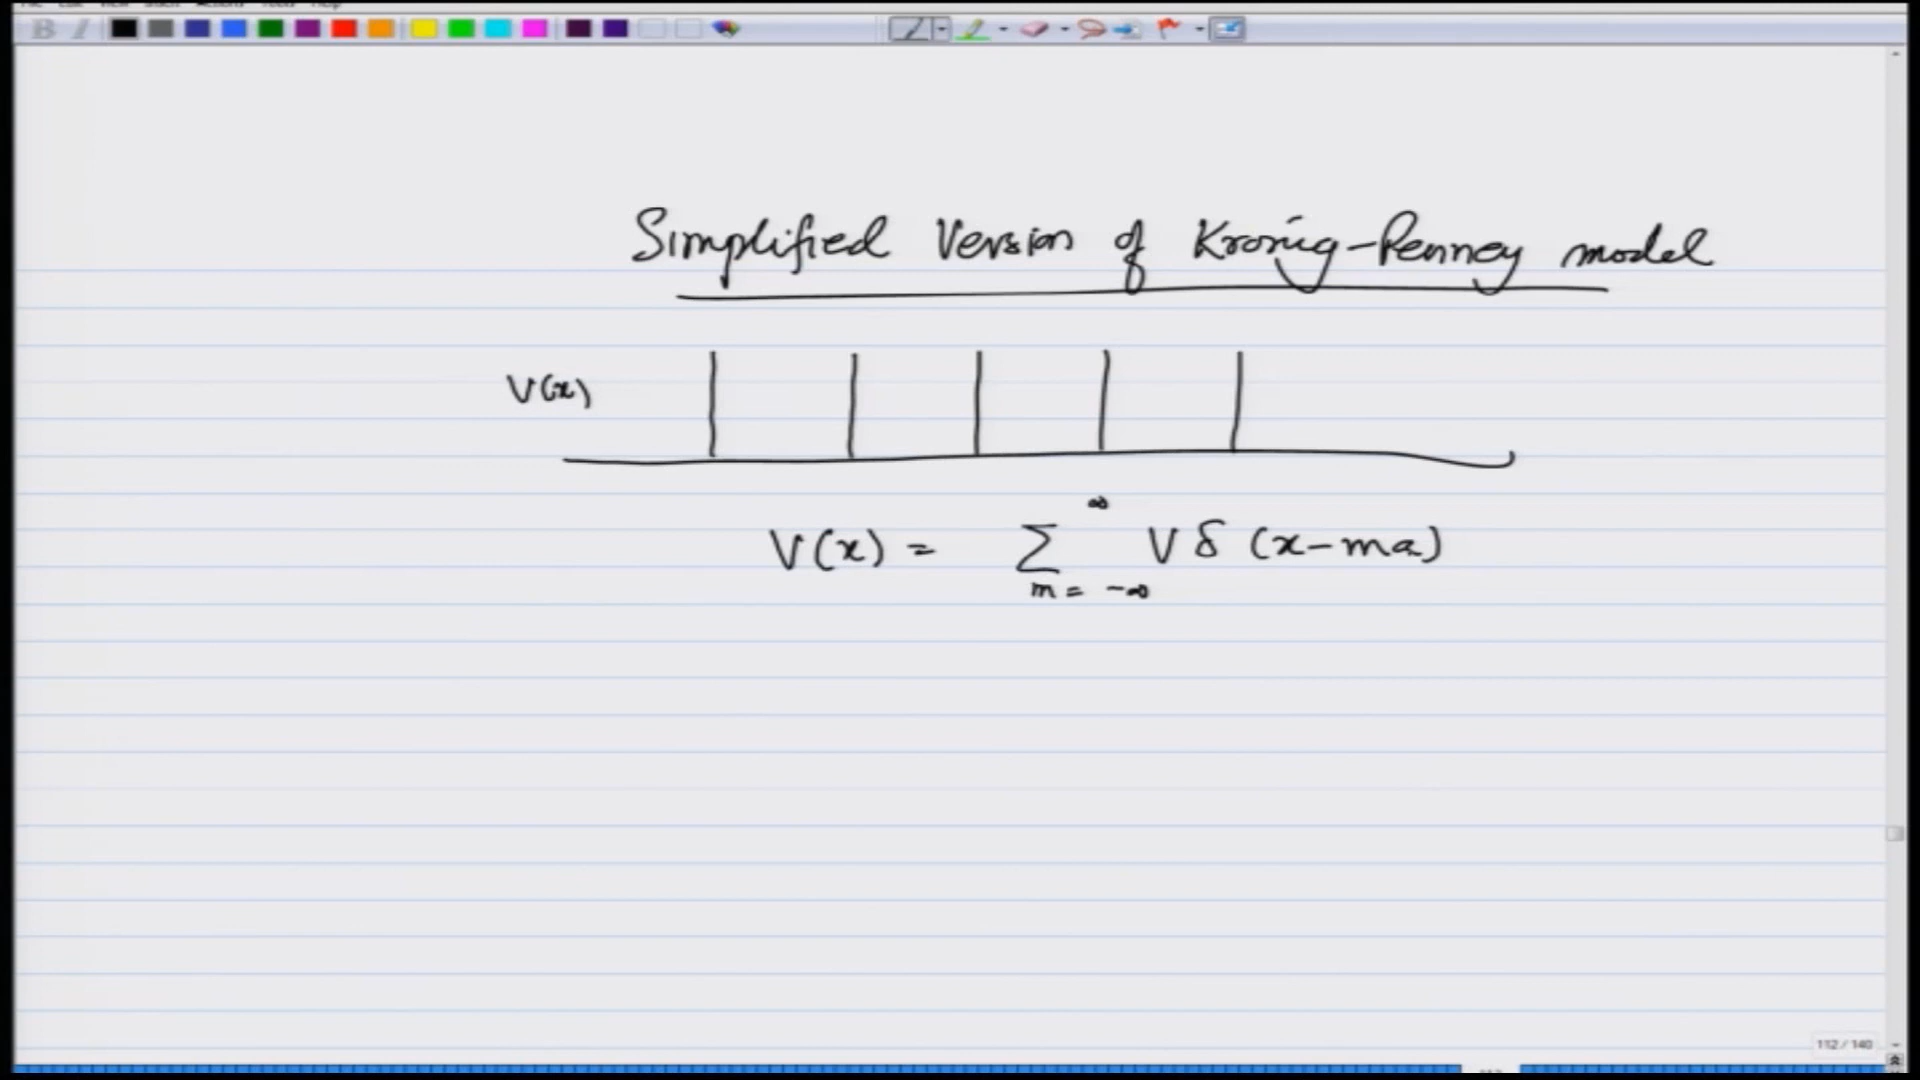 Simplified Version of Kronig-Penney model
V(x)
V(x) = ∑_{m=-∞}^{∞} V δ (x-ma)
112 / 140